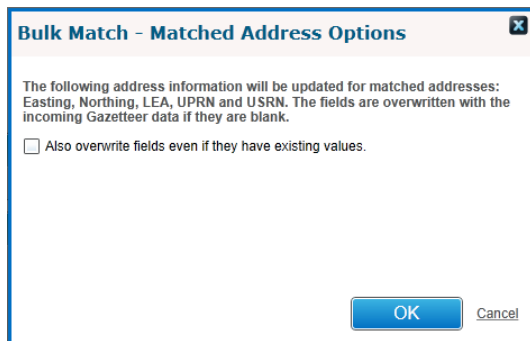 Bulk Match - Matched Address Options
The following address information will be updated for matched addresses:
Easting, Northing, LEA, UPRN and USRN. The fields are overwritten with the
incoming Gazetteer data if they are blank.
Also overwrite fields even if they have existing values.
OK Cancel